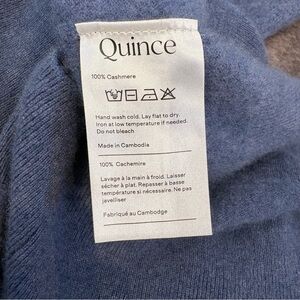 Quince
100% Cashmere
Hand wash cold. Lay flat to dry.
Iron at low temperature if needed.
Do not bleach
Made in Cambodia
100% Cachemire
Lavage à la main à froid. Laisser
sécher à plat. Repasser à basse
température si nécessaire. Ne pas
javelliser
Fabriqué au Cambodge